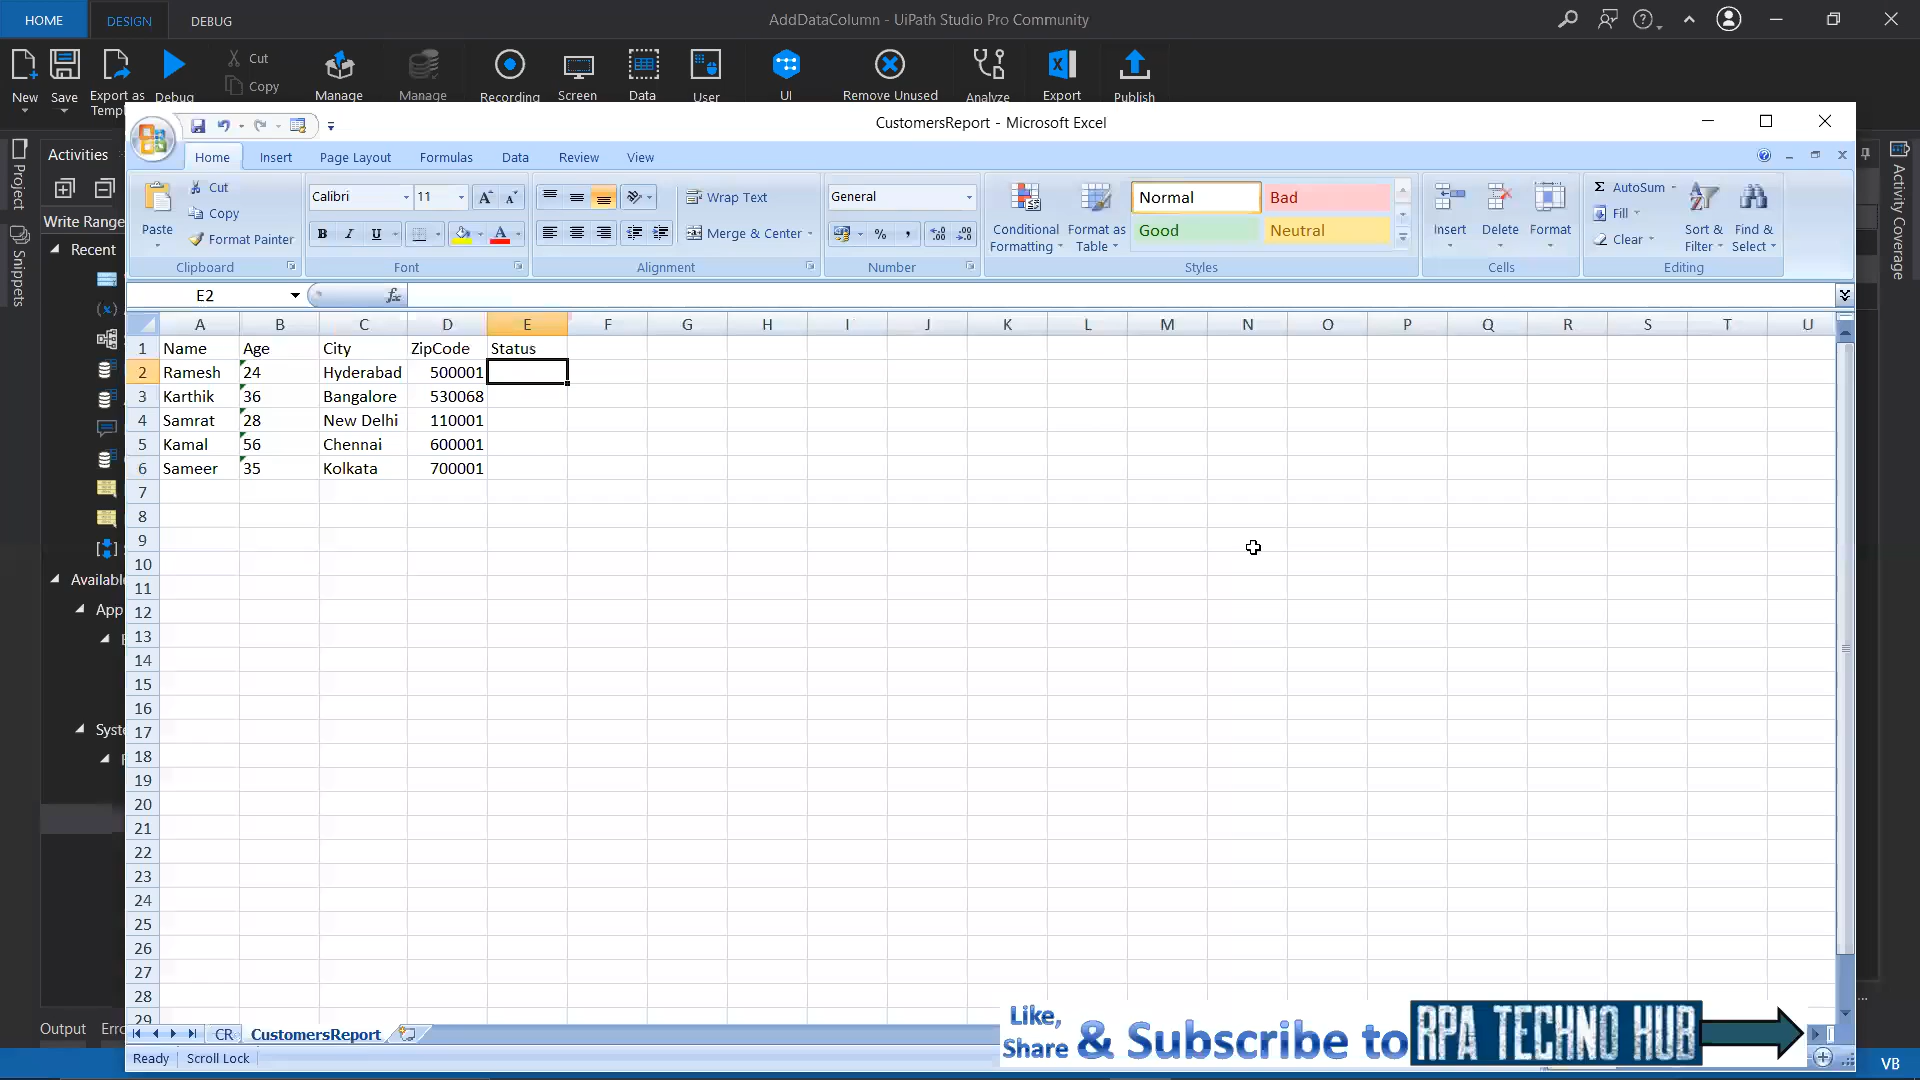 HOME DESIGN DEBUG AddDataColumn - UiPath Studio Pro Community
Cut
Copy
New Save Export as Debug Manage Manage Recording Screen Data User UI Remove Unused Analyze Export Publish
Templ
CustomersReport - Microsoft Excel
Activities
Project
Snippets
Activity Coverage
Write Range
Recent
Available
App
Syste
Output Erro
Home Insert Page Layout Formulas Data Review View
Paste
Cut
Copy
Format Painter
Clipboard
Calibri 11
B I U
Font
Wrap Text
Merge & Center
Alignment
General
%
Number
Conditional Formatting
Format as Table
Normal Bad
Good Neutral
Styles
Insert Delete Format
Cells
Σ AutoSum
Fill
Clear
Sort & Filter
Find & Select
Editing
E2 fx
A B C D E F G H I J K L M N O P Q R S T U
1 Name Age City ZipCode Status
2 Ramesh 24 Hyderabad 500001
3 Karthik 36 Bangalore 530068
4 Samrat 28 New Delhi 110001
5 Kamal 56 Chennai 600001
6 Sameer 35 Kolkata 700001
7
8
9
10
11
12
13
14
15
16
17
18
19
20
21
22
23
24
25
26
27
28
29
CR CustomersReport
Ready Scroll Lock
Like,
Share & Subscribe to RPA TECHNO HUB
VB